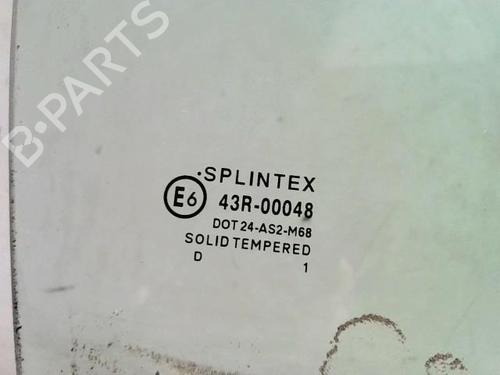 B-PARTS
.SPLINTEX
E6 43R-00048
DOT 24-AS2-M68
SOLID TEMPERED
D 1